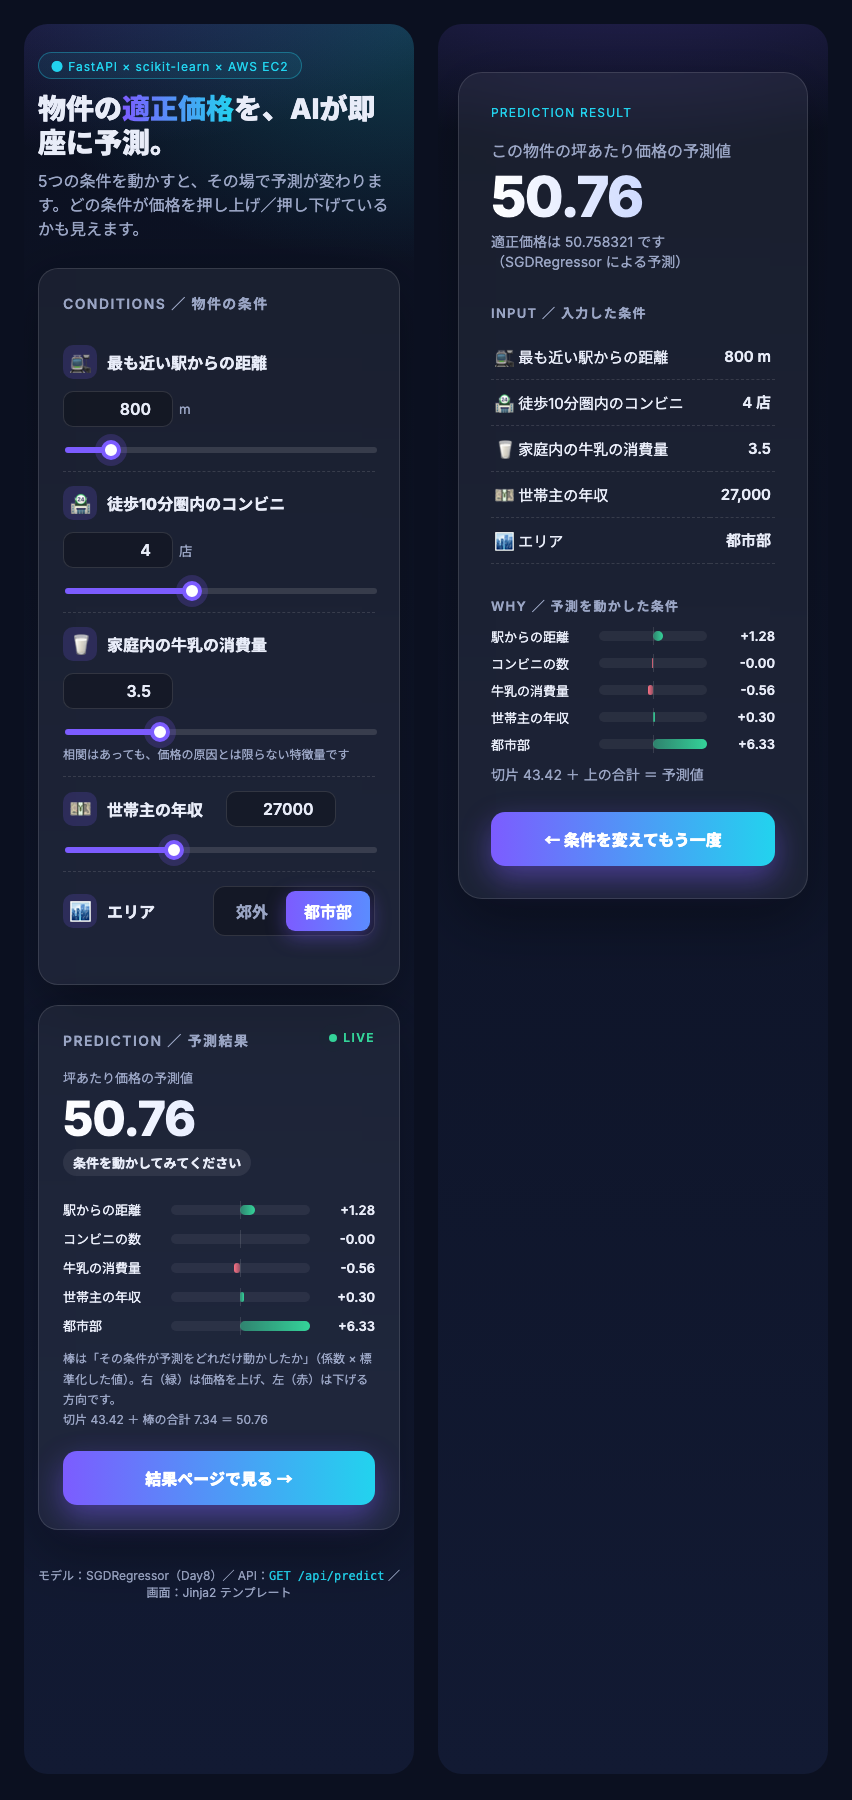 FastAPI × scikit-learn × AWS EC2
物件の適正価格を、AIが即
座に予測。
5つの条件を動かすと、その場で予測が変わりま
す。どの条件が価格を押し上げ／押し下げている
かも見えます。
CONDITIONS ／ 物件の条件
最も近い駅からの距離
800 m
徒歩10分圏内のコンビニ
4 店
家庭内の牛乳の消費量
3.5
相関はあっても、価格の原因とは限らない特徴量です
世帯主の年収 27000
エリア 郊外 都市部
PREDICTION ／ 予測結果 LIVE
坪あたり価格の予測値
50.76
条件を動かしてみてください
駅からの距離 +1.28
コンビニの数 -0.00
牛乳の消費量 -0.56
世帯主の年収 +0.30
都市部 +6.33
棒は「その条件が予測をどれだけ動かしたか」（係数 × 標
準化した値）。右（緑）は価格を上げ、左（赤）は下げる
方向です。
切片 43.42 ＋ 棒の合計 7.34 ＝ 50.76
結果ページで見る →
モデル：SGDRegressor（Day8）／ API：GET /api/predict ／
画面：Jinja2 テンプレート
PREDICTION RESULT
この物件の坪あたり価格の予測値
50.76
適正価格は 50.758321 です
（SGDRegressor による予測）
INPUT ／ 入力した条件
最も近い駅からの距離 800 m
徒歩10分圏内のコンビニ 4 店
家庭内の牛乳の消費量 3.5
世帯主の年収 27,000
エリア 都市部
WHY ／ 予測を動かした条件
駅からの距離 +1.28
コンビニの数 -0.00
牛乳の消費量 -0.56
世帯主の年収 +0.30
都市部 +6.33
切片 43.42 ＋ 上の合計 ＝ 予測値
← 条件を変えてもう一度